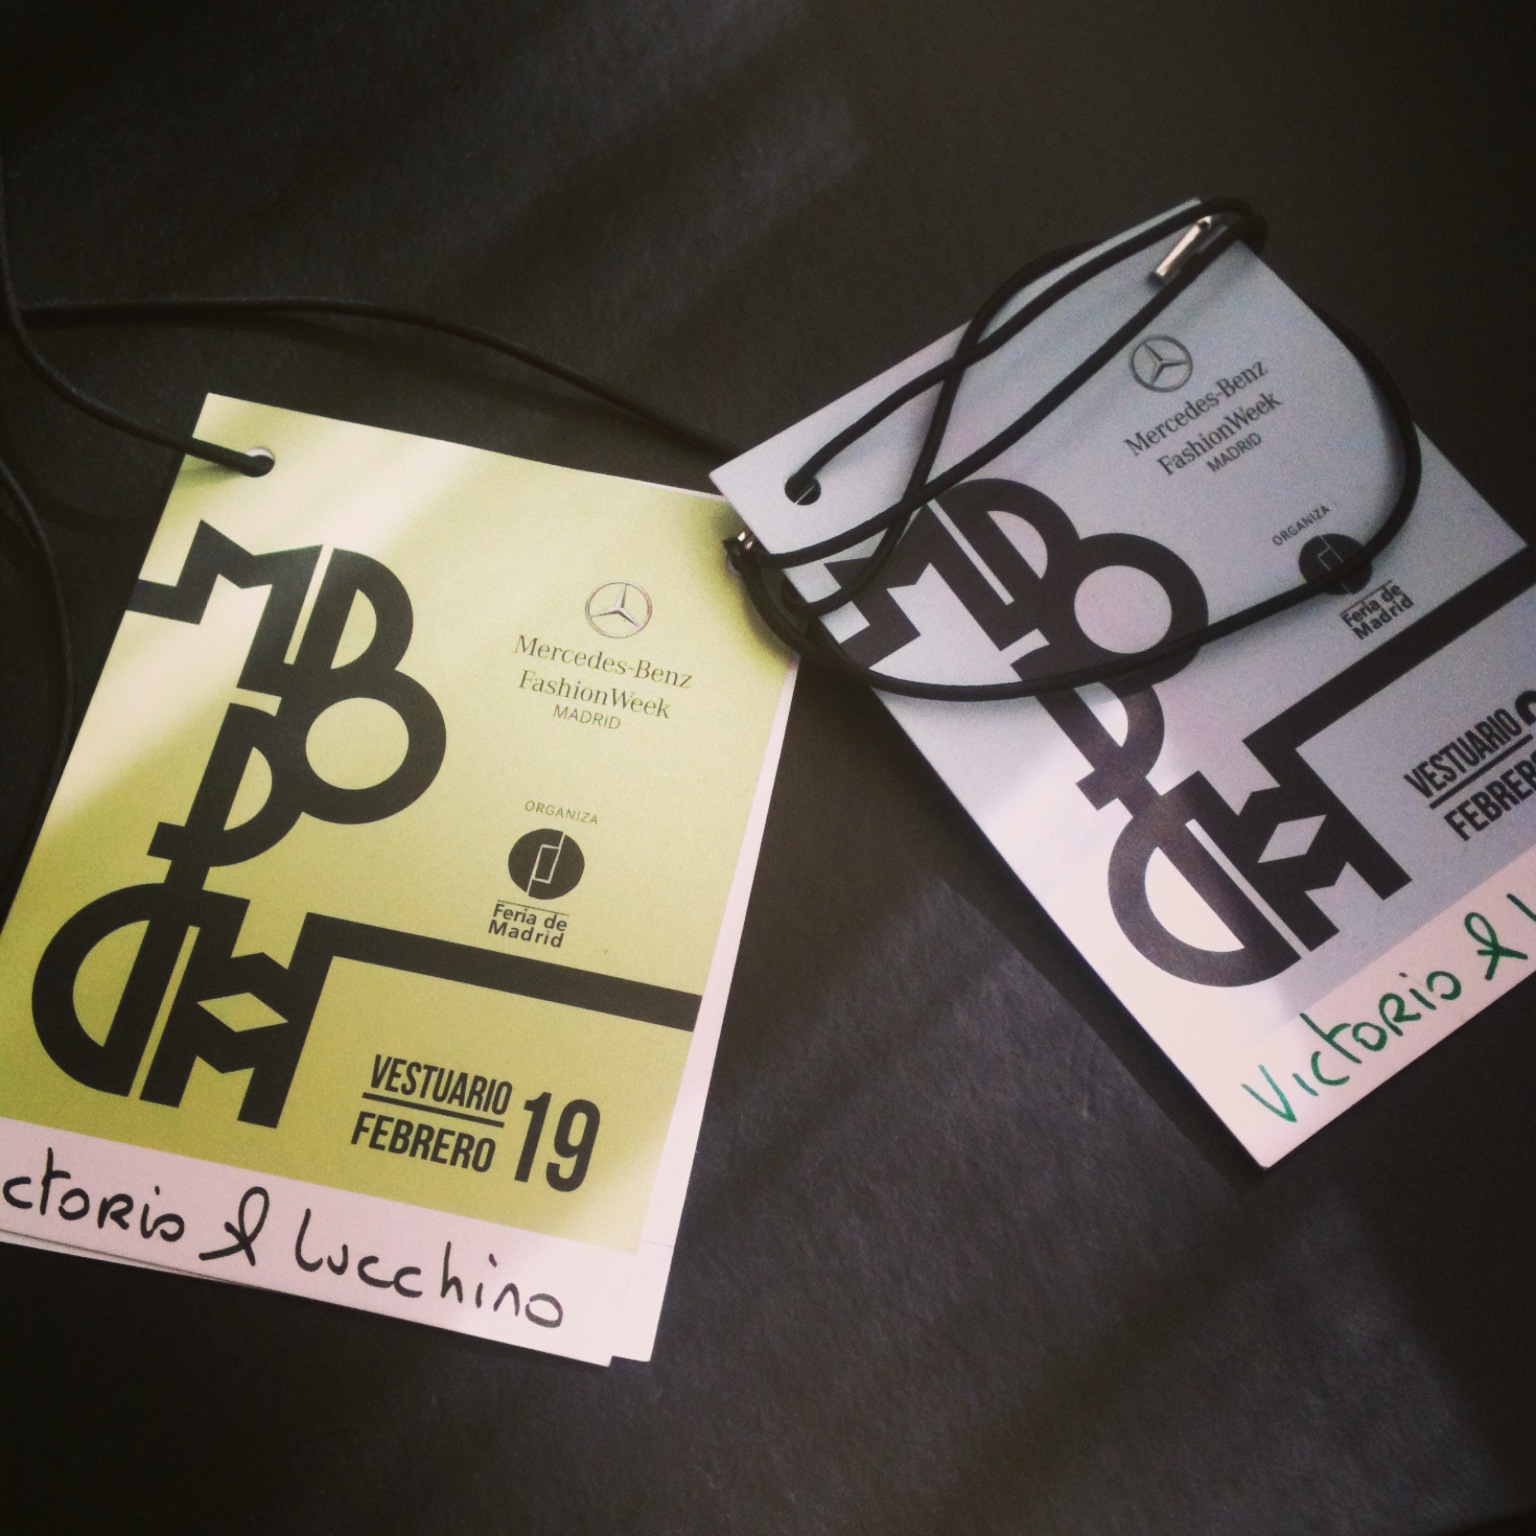 Mercedes-Benz
FashionWeek
MADRID
ORGANIZA
Feria de
Madrid
VESTUARIO
FEBRERO
19
ctorio & Lucchino
Mercedes-Benz
FashionWeek
MADRID
ORGANIZA
Feria de
Madrid
VESTUARIO
FEBRERO
Victorio & L